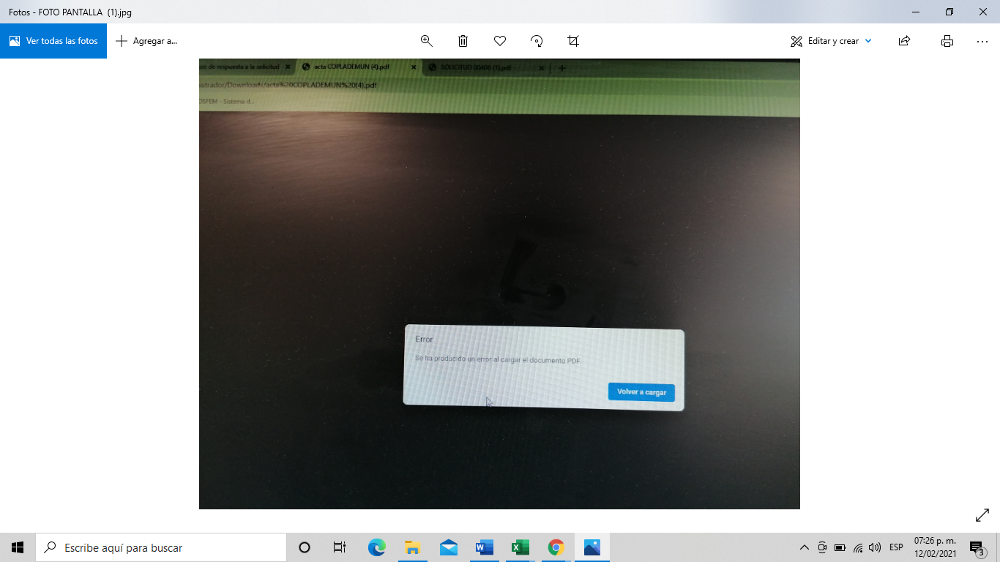 Fotos - FOTO PANTALLA (1).jpg
Ver todas las fotos
Agregar a...
Editar y crear
de respuesta a la solicitud
acta COPLADEMUN (4).pdf
SOLICITUD 00406 (1).pdf
istrador/Downloads/acta%20COPLADEMUN%20(4).pdf
OSFEM - Sistema d...
Error
Se ha producido un error al cargar el documento PDF.
Volver a cargar
Escribe aquí para buscar
ESP
07:26 p. m.
12/02/2021
3